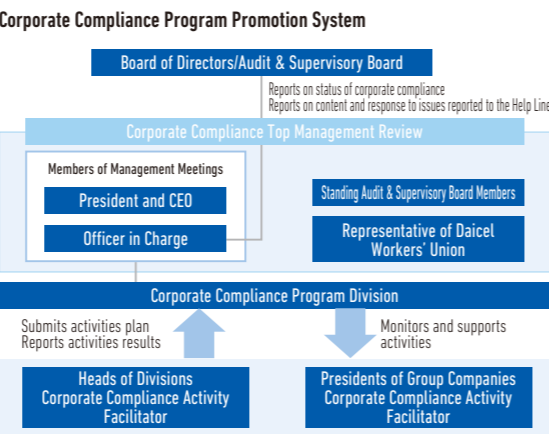 Corporate Compliance Program Promotion System
Board of Directors/Audit & Supervisory Board
Reports on status of corporate compliance
Reports on content and response to issues reported to the Help Line
Corporate Compliance Top Management Review
Members of Management Meetings
President and CEO
Officer in Charge
Standing Audit & Supervisory Board Members
Representative of Daicel
Workers' Union
Corporate Compliance Program Division
Submits activities plan
Reports activities results
Monitors and supports
activities
Heads of Divisions
Corporate Compliance Activity
Facilitator
Presidents of Group Companies
Corporate Compliance Activity
Facilitator